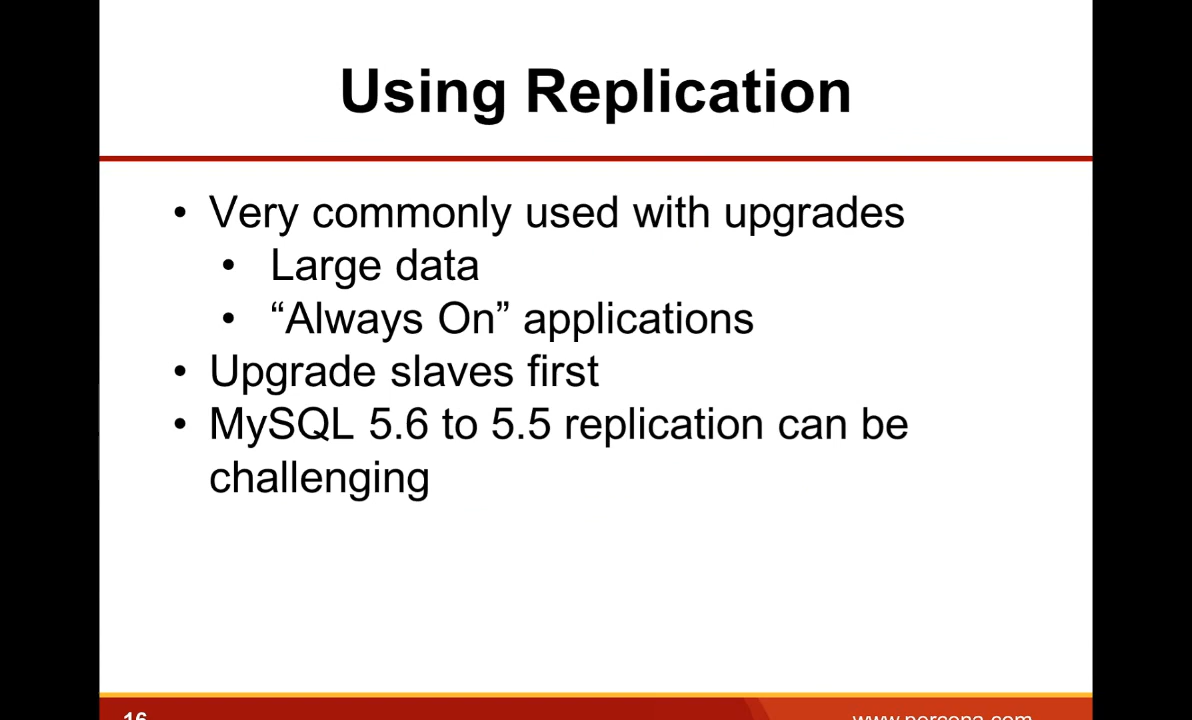 Using Replication
• Very commonly used with upgrades
• Large data
• “Always On” applications
• Upgrade slaves first
• MySQL 5.6 to 5.5 replication can be
challenging
16 www.percona.com